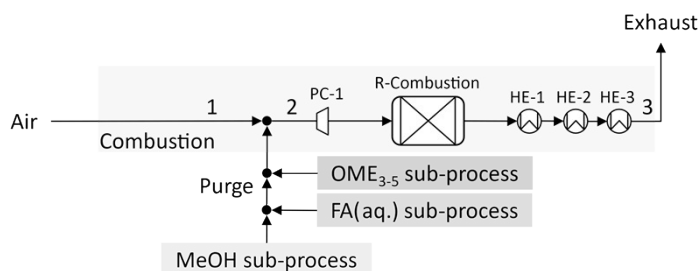 Exhaust
PC-1
R-Combustion
HE-1 HE-2 HE-3
Air
1
2
3
Combustion
Purge
OME₃₋₅ sub-process
FA(aq.) sub-process
MeOH sub-process